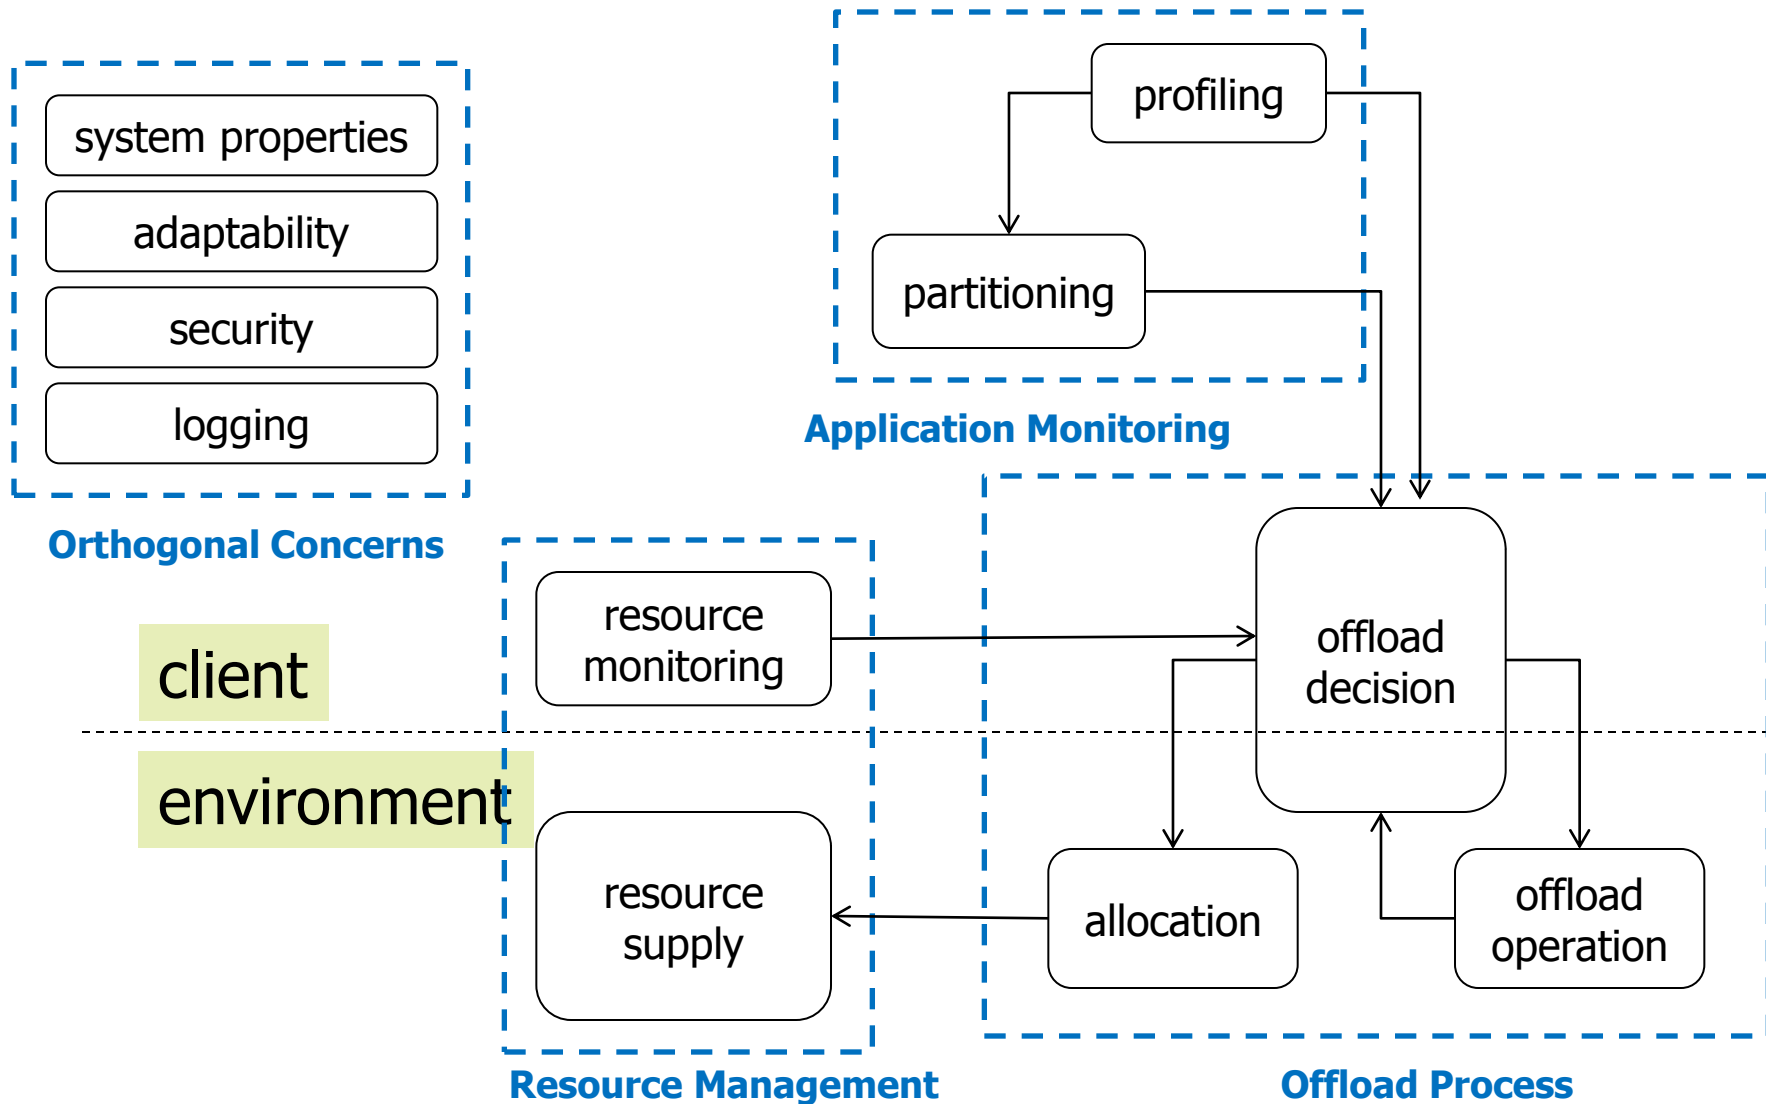 system properties
adaptability
security
logging
Orthogonal Concerns
profiling
partitioning
Application Monitoring
client
environment
resource
monitoring
resource
supply
Resource Management
offload
decision
allocation
offload
operation
Offload Process